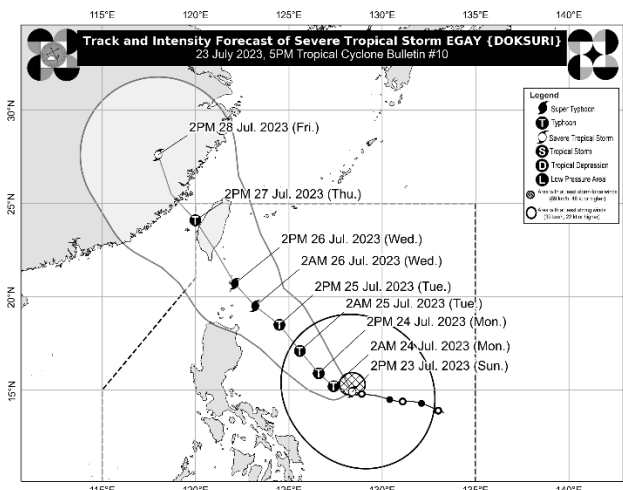 Track and Intensity Forecast of Severe Tropical Storm EGAY {DOKSURI}
23 July 2023, 5PM Tropical Cyclone Bulletin #10
115°E
120°E
125°E
130°E
135°E
140°E
30°N
25°N
20°N
15°N
Legend
Super Typhoon
T Typhoon
Severe Tropical Storm
S Tropical Storm
D Tropical Depression
L Low Pressure Area
2PM 28 Jul. 2023 (Fri.)
2PM 27 Jul. 2023 (Thu.)
2PM 26 Jul. 2023 (Wed.)
2AM 26 Jul. 2023 (Wed.)
2PM 25 Jul. 2023 (Tue.)
2AM 25 Jul. 2023 (Tue.)
2PM 24 Jul. 2023 (Mon.)
2AM 24 Jul. 2023 (Mon.)
2PM 23 Jul. 2023 (Sun.)
T
T
T
T
T
115°E
120°E
125°E
130°E
135°E
140°E